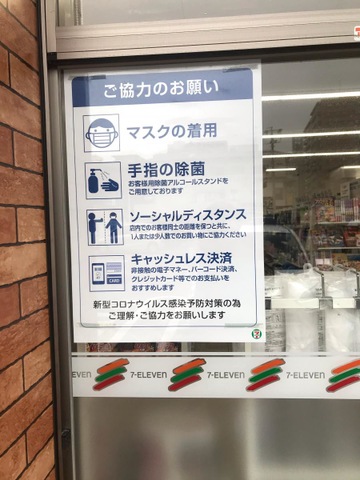 ご協力のお願い
マスクの着用
手指の除菌
お客様用除菌アルコールスタンドを
ご用意しております
ソーシャルディスタンス
店内でのお客様同士の距離を保つと共に、
1人または少人数でのお買い物にご協力ください
キャッシュレス決済
非接触の電子マネー、バーコード決済、
クレジットカード等でのお支払いを
おすすめします
CARD
新型コロナウイルス感染予防対策の為
ご理解・ご協力をお願いします
ELEVEN 7-ELEVEN 7-ELEVEN